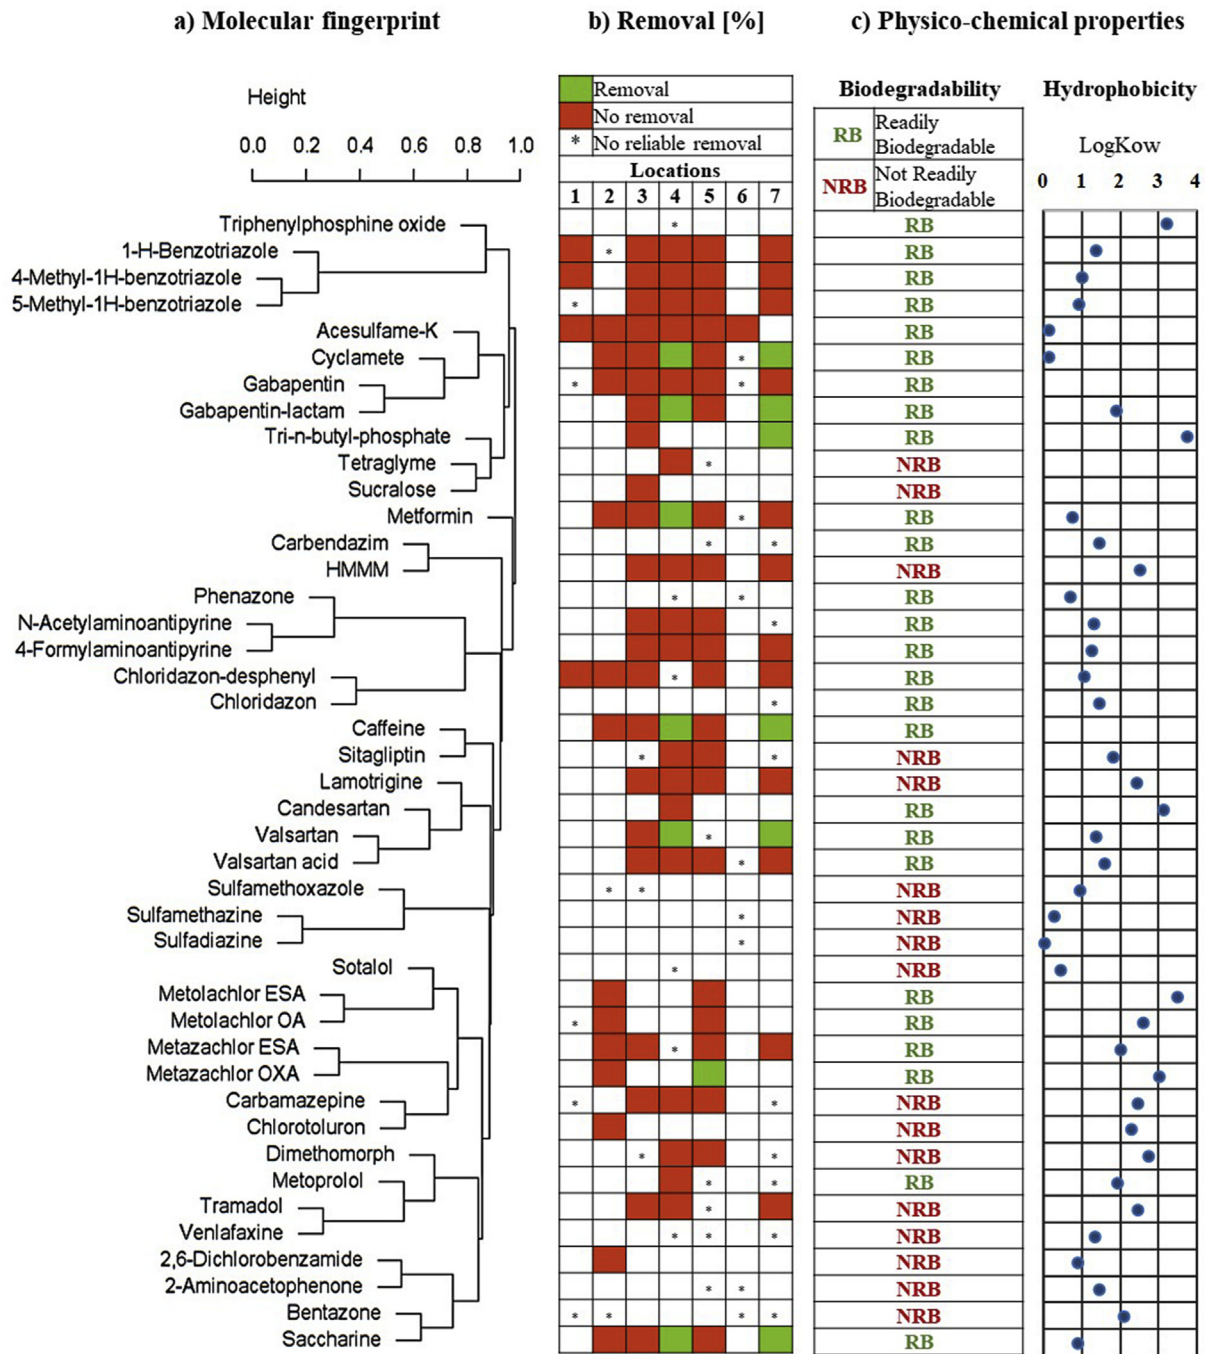 a) Molecular fingerprint
b) Removal [%]
c) Physico-chemical properties
Height
0.0 0.2 0.4 0.6 0.8 1.0
Removal
No removal
* No reliable removal
Locations
1 2 3 4 5 6 7
Biodegradability
RB Readily
Biodegradable
NRB Not Readily
Biodegradable
Hydrophobicity
LogKow
0 1 2 3 4
Triphenylphosphine oxide * RB
1-H-Benzotriazole * RB
4-Methyl-1H-benzotriazole RB
5-Methyl-1H-benzotriazole * RB
Acesulfame-K RB
Cyclamete * RB
Gabapentin * * RB
Gabapentin-lactam RB
Tri-n-butyl-phosphate RB
Tetraglyme * NRB
Sucralose NRB
Metformin * RB
Carbendazim * * RB
HMMM NRB
Phenazone * * RB
N-Acetylaminoantipyrine * RB
4-Formylaminoantipyrine RB
Chloridazon-desphenyl * RB
Chloridazon * RB
Caffeine RB
Sitagliptin * * NRB
Lamotrigine NRB
Candesartan RB
Valsartan * RB
Valsartan acid * RB
Sulfamethoxazole * * NRB
Sulfamethazine * NRB
Sulfadiazine * NRB
Sotalol * NRB
Metolachlor ESA RB
Metolachlor OA * RB
Metazachlor ESA * RB
Metazachlor OXA RB
Carbamazepine * * NRB
Chlorotoluron NRB
Dimethomorph * * NRB
Metoprolol * * RB
Tramadol * NRB
Venlafaxine * * * NRB
2,6-Dichlorobenzamide NRB
2-Aminoacetophenone * * NRB
Bentazone * * * * NRB
Saccharine RB